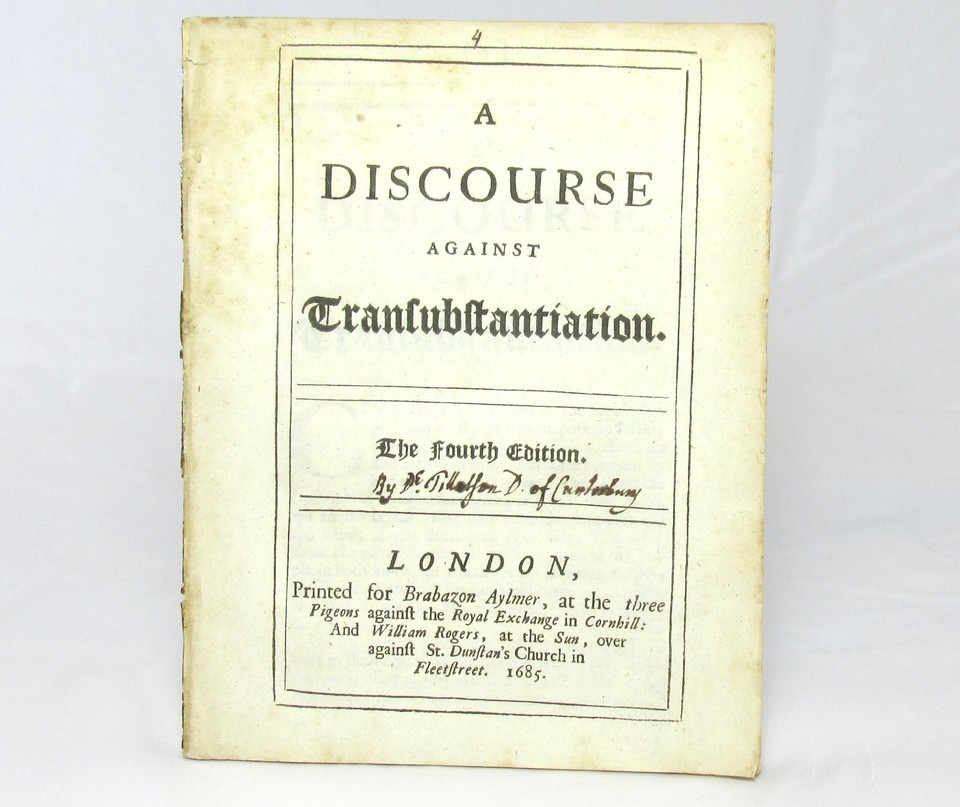 4
A
DISCOURSE
AGAINST
Tranſubſtantiation.
The Fourth Edition.
By Dr. Tillotson D. of Canterbury
LONDON,
Printed for Brabazon Aylmer, at the three
Pigeons againſt the Royal Exchange in Cornhill:
And William Rogers, at the Sun, over
againſt St. Dunſtan's Church in
Fleetſtreet. 1685.